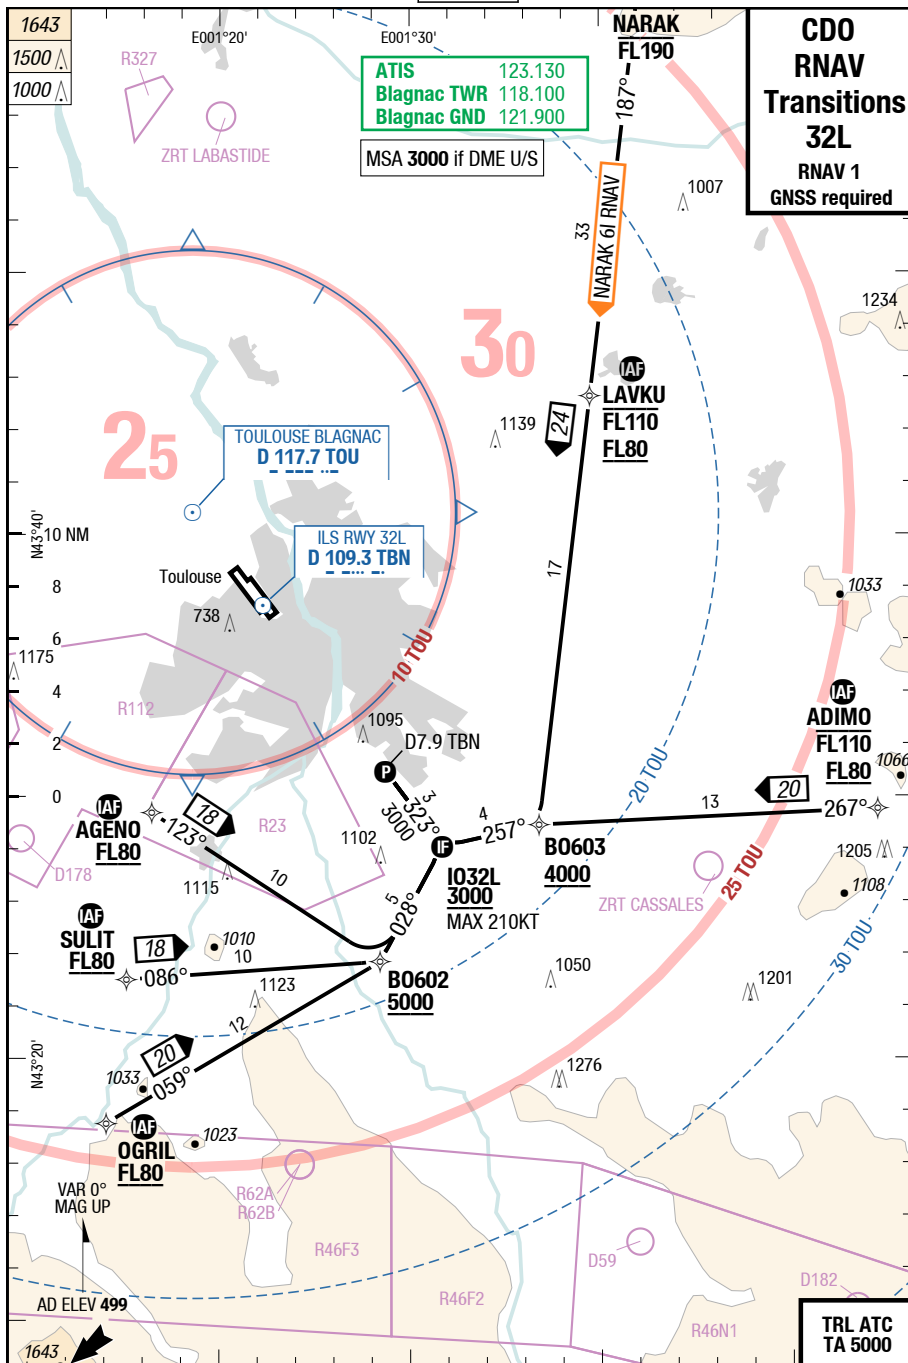 1643
1500
1000
E001°20'
E001°30'
NARAK
FL190
CDO
RNAV
Transitions
32L
RNAV 1
GNSS required
R327
ZRT LABASTIDE
ATIS 123.130
Blagnac TWR 118.100
Blagnac GND 121.900
MSA 3000 if DME U/S
187°
33
NARAK 6I RNAV
1007
1234
30
25
IAF
LAVKU
FL110
FL80
24
1139
TOULOUSE BLAGNAC
D 117.7 TOU
ILS RWY 32L
D 109.3 TBN
N43°40'
10 NM
8
6
4
2
0
Toulouse
738
17
1033
1175
10 TOU
R112
1095
D7.9 TBN
P
IAF
ADIMO
FL110
FL80
1066
20 TOU
20
13
267°
IAF
AGENO
FL80
123°
18
R23
3
323°
3000
4
257°
IF
BO603
4000
1102
D178
1115
10
5
028°
IO32L
3000
MAX 210KT
ZRT CASSALES
25 TOU
1205
1108
IAF
SULIT
FL80
18
1010
10
086°
BO602
5000
1050
30 TOU
1201
1123
12
N43°20'
20
1033
059°
1276
IAF
OGRIL
FL80
1023
R62A
R62B
VAR 0°
MAG UP
R46F3
D59
D182
AD ELEV 499
R46F2
R46N1
1643
TRL ATC
TA 5000